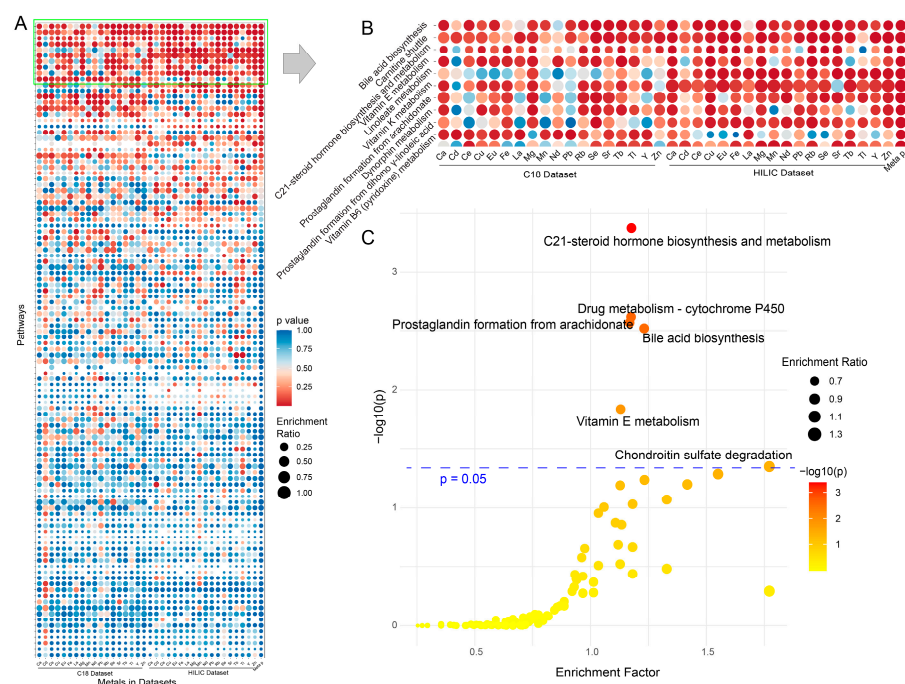 A
B
Bile acid biosynthesis
Carnitine shuttle
C21-steroid hormone biosynthesis and metabolism
Vitamin E metabolism
Linoleate metabolism
Vitamin K metabolism
Prostaglandin formation from arachidonate
Dynorphin metabolism
Prostaglandin formation from dihomo γ-linoleic acid
Vitamin B6 (pyridoxine) metabolism
Ca Cd Ce Cu Eu Fe La Mg Mn Nd Pb Rb Se Sr Tb Tl Y Zn Ca Cd Ce Cu Eu Fe La Mg Mn Nd Pb Rb Se Sr Tb Tl Y Zn Meta p
C10 Dataset
HILIC Dataset
Pathways
p value
1.00
0.75
0.50
0.25
Enrichment
Ratio
0.25
0.50
0.75
1.00
C18 Dataset
HILIC Dataset
Metals in Datasets
C
C21-steroid hormone biosynthesis and metabolism
3
Drug metabolism - cytochrome P450
Prostaglandin formation from arachidonate
Bile acid biosynthesis
Enrichment Ratio
0.7
0.9
1.1
1.3
2
−log10(p)
Vitamin E metabolism
Chondroitin sulfate degradation
p = 0.05
−log10(p)
3
2
1
1
0
0.5
1.0
1.5
Enrichment Factor